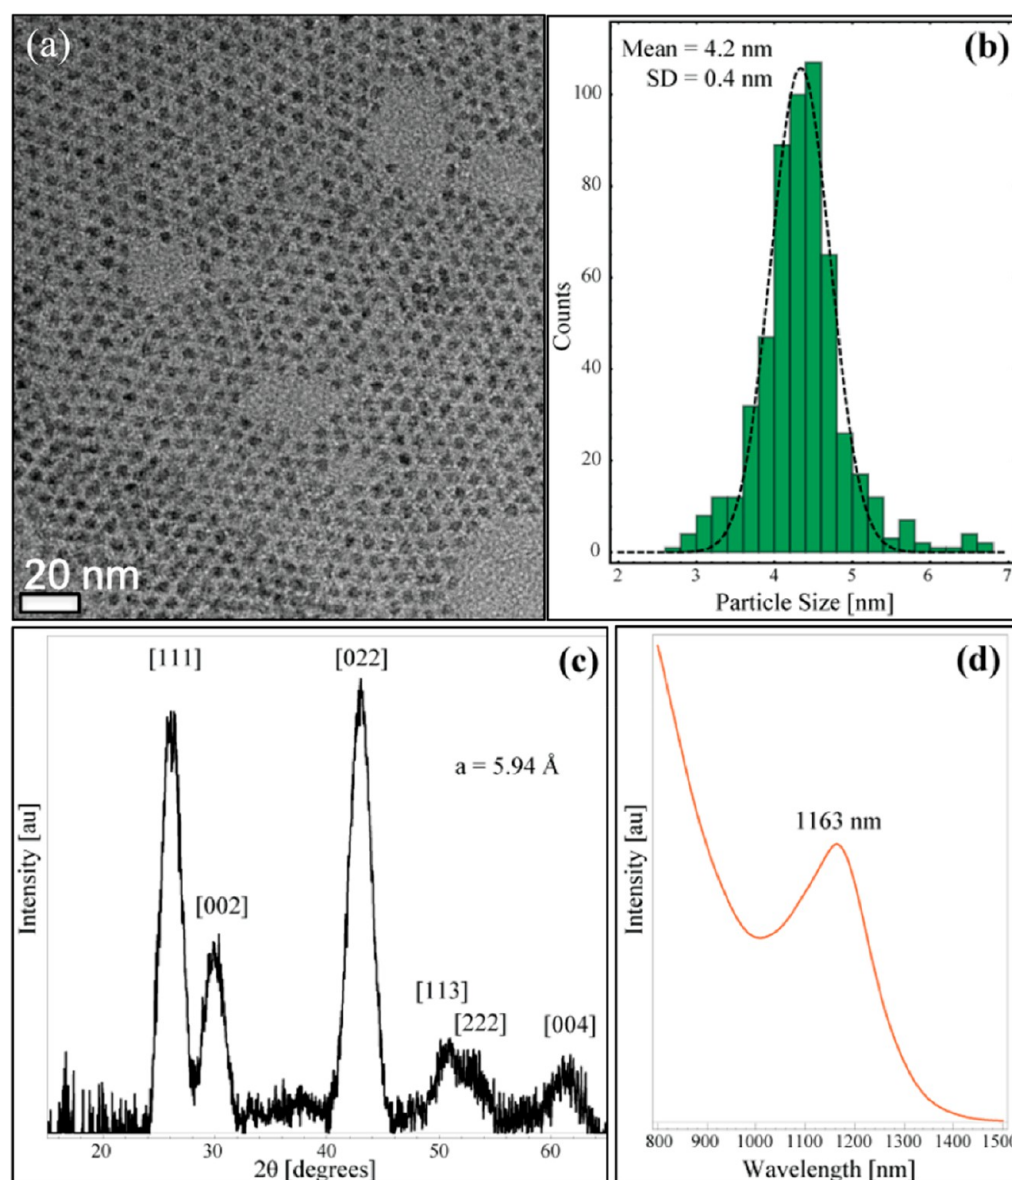 (a)
20 nm
(b)
Mean = 4.2 nm
SD = 0.4 nm
Counts
100
80
60
40
20
0
2 3 4 5 6 7
Particle Size [nm]
(c)
[111]
[022]
a = 5.94 Å
[002]
[113]
[222]
[004]
Intensity [au]
20 30 40 50 60
2θ [degrees]
(d)
1163 nm
Intensity [au]
800 900 1000 1100 1200 1300 1400 1500
Wavelength [nm]